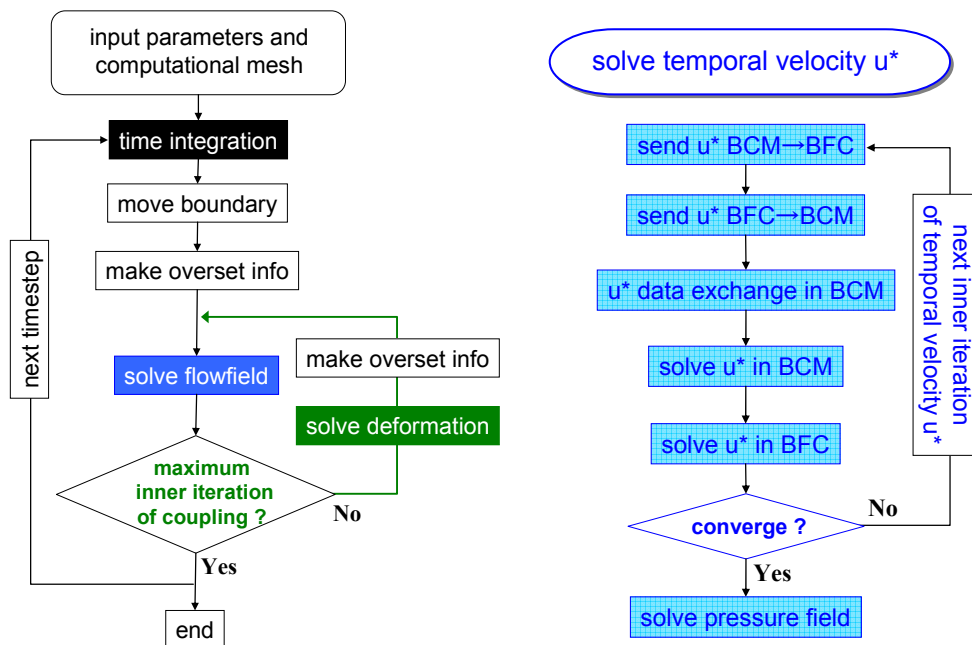 input parameters and
computational mesh
time integration
move boundary
make overset info
next timestep
solve flowfield
make overset info
solve deformation
maximum
inner iteration
of coupling ?
No
Yes
end
solve temporal velocity u*
send u* BCM→BFC
send u* BFC→BCM
u* data exchange in BCM
solve u* in BCM
solve u* in BFC
next inner iteration
of temporal velocity u*
converge ?
No
Yes
solve pressure field